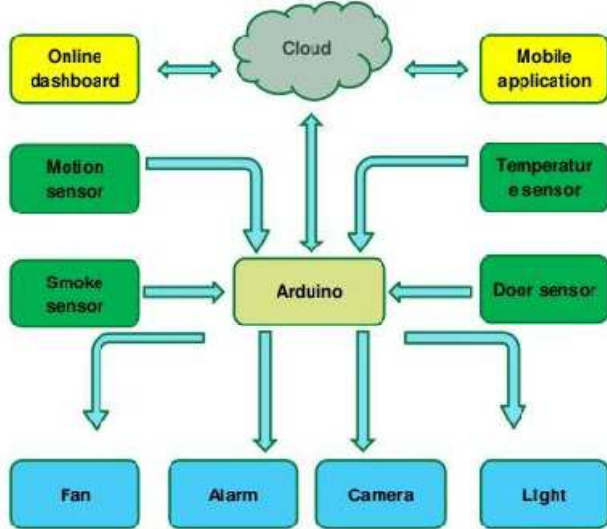 Online
dashboard
Cloud
Mobile
application
Motion
sensor
Temperatur
e sensor
Smoke
sensor
Arduino
Door sensor
Fan
Alarm
Camera
Light